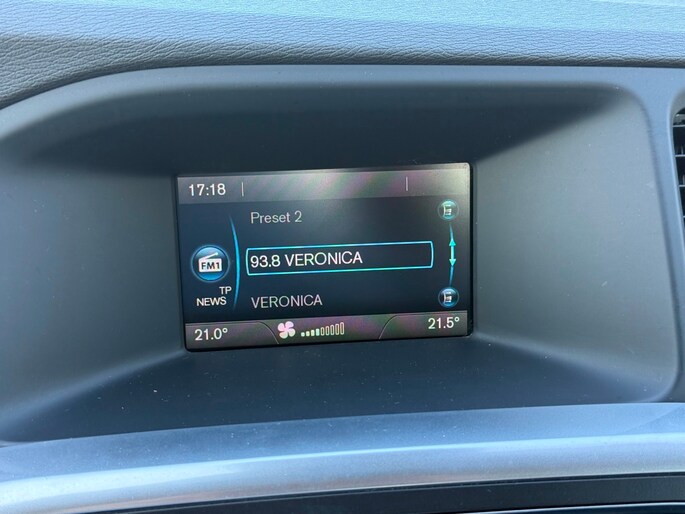 17:18
Preset 2
93.8 VERONICA
FM1
TP
NEWS
VERONICA
21.0°
21.5°